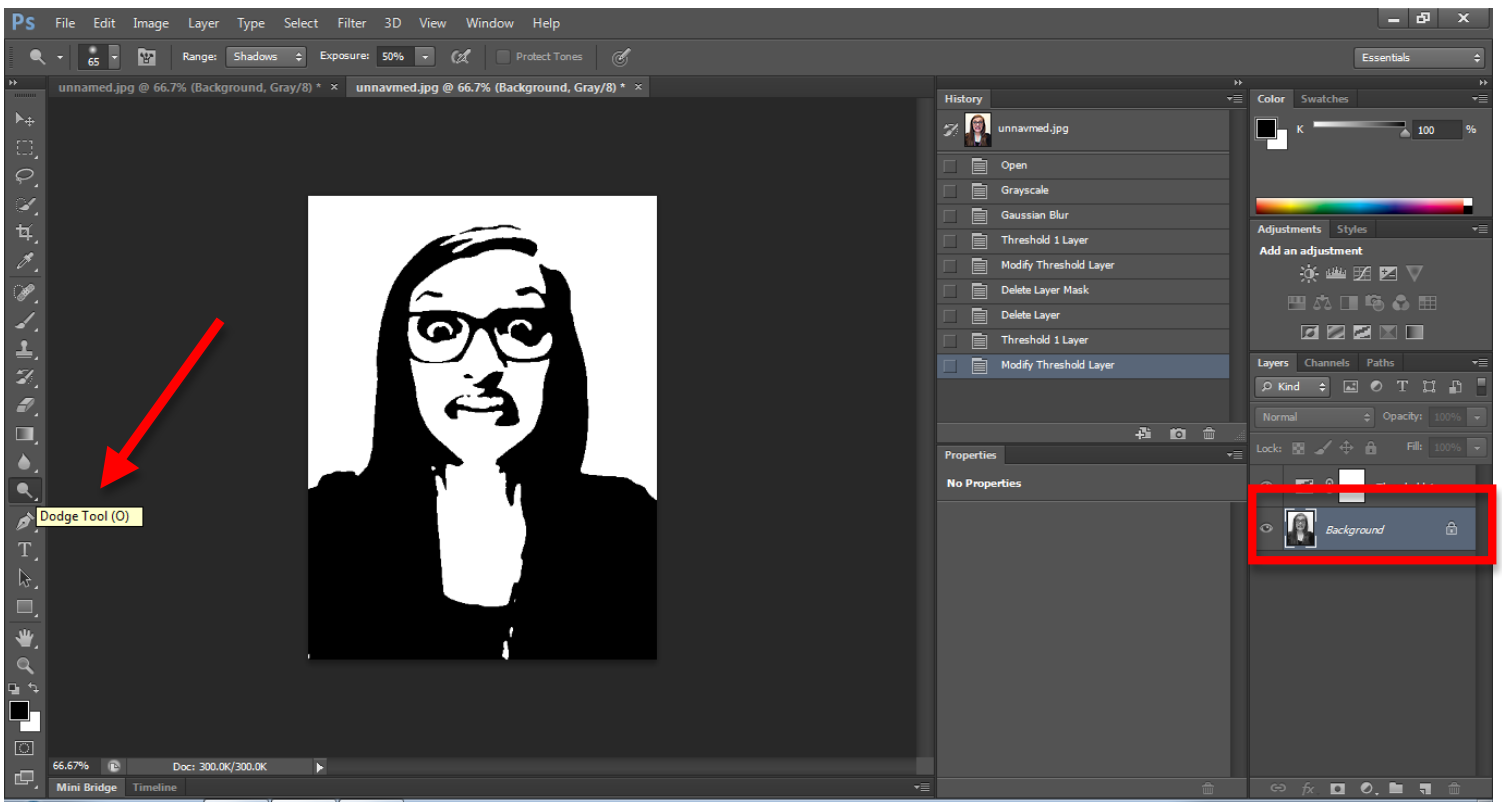 Ps File Edit Image Layer Type Select Filter 3D View Window Help
65 Range: Shadows Exposure: 50% Protect Tones Essentials
unnamed.jpg @ 66.7% (Background, Gray/8) * × unnavmed.jpg @ 66.7% (Background, Gray/8) * ×
History
unnavmed.jpg
Open
Grayscale
Gaussian Blur
Threshold 1 Layer
Modify Threshold Layer
Delete Layer Mask
Delete Layer
Threshold 1 Layer
Modify Threshold Layer
Properties
No Properties
Color Swatches
K 100 %
Adjustments Styles
Add an adjustment
Layers Channels Paths
Kind
Normal Opacity: 100%
Lock: Fill: 100%
Background
Dodge Tool (O)
66.67% Doc: 300.0K/300.0K
Mini Bridge Timeline